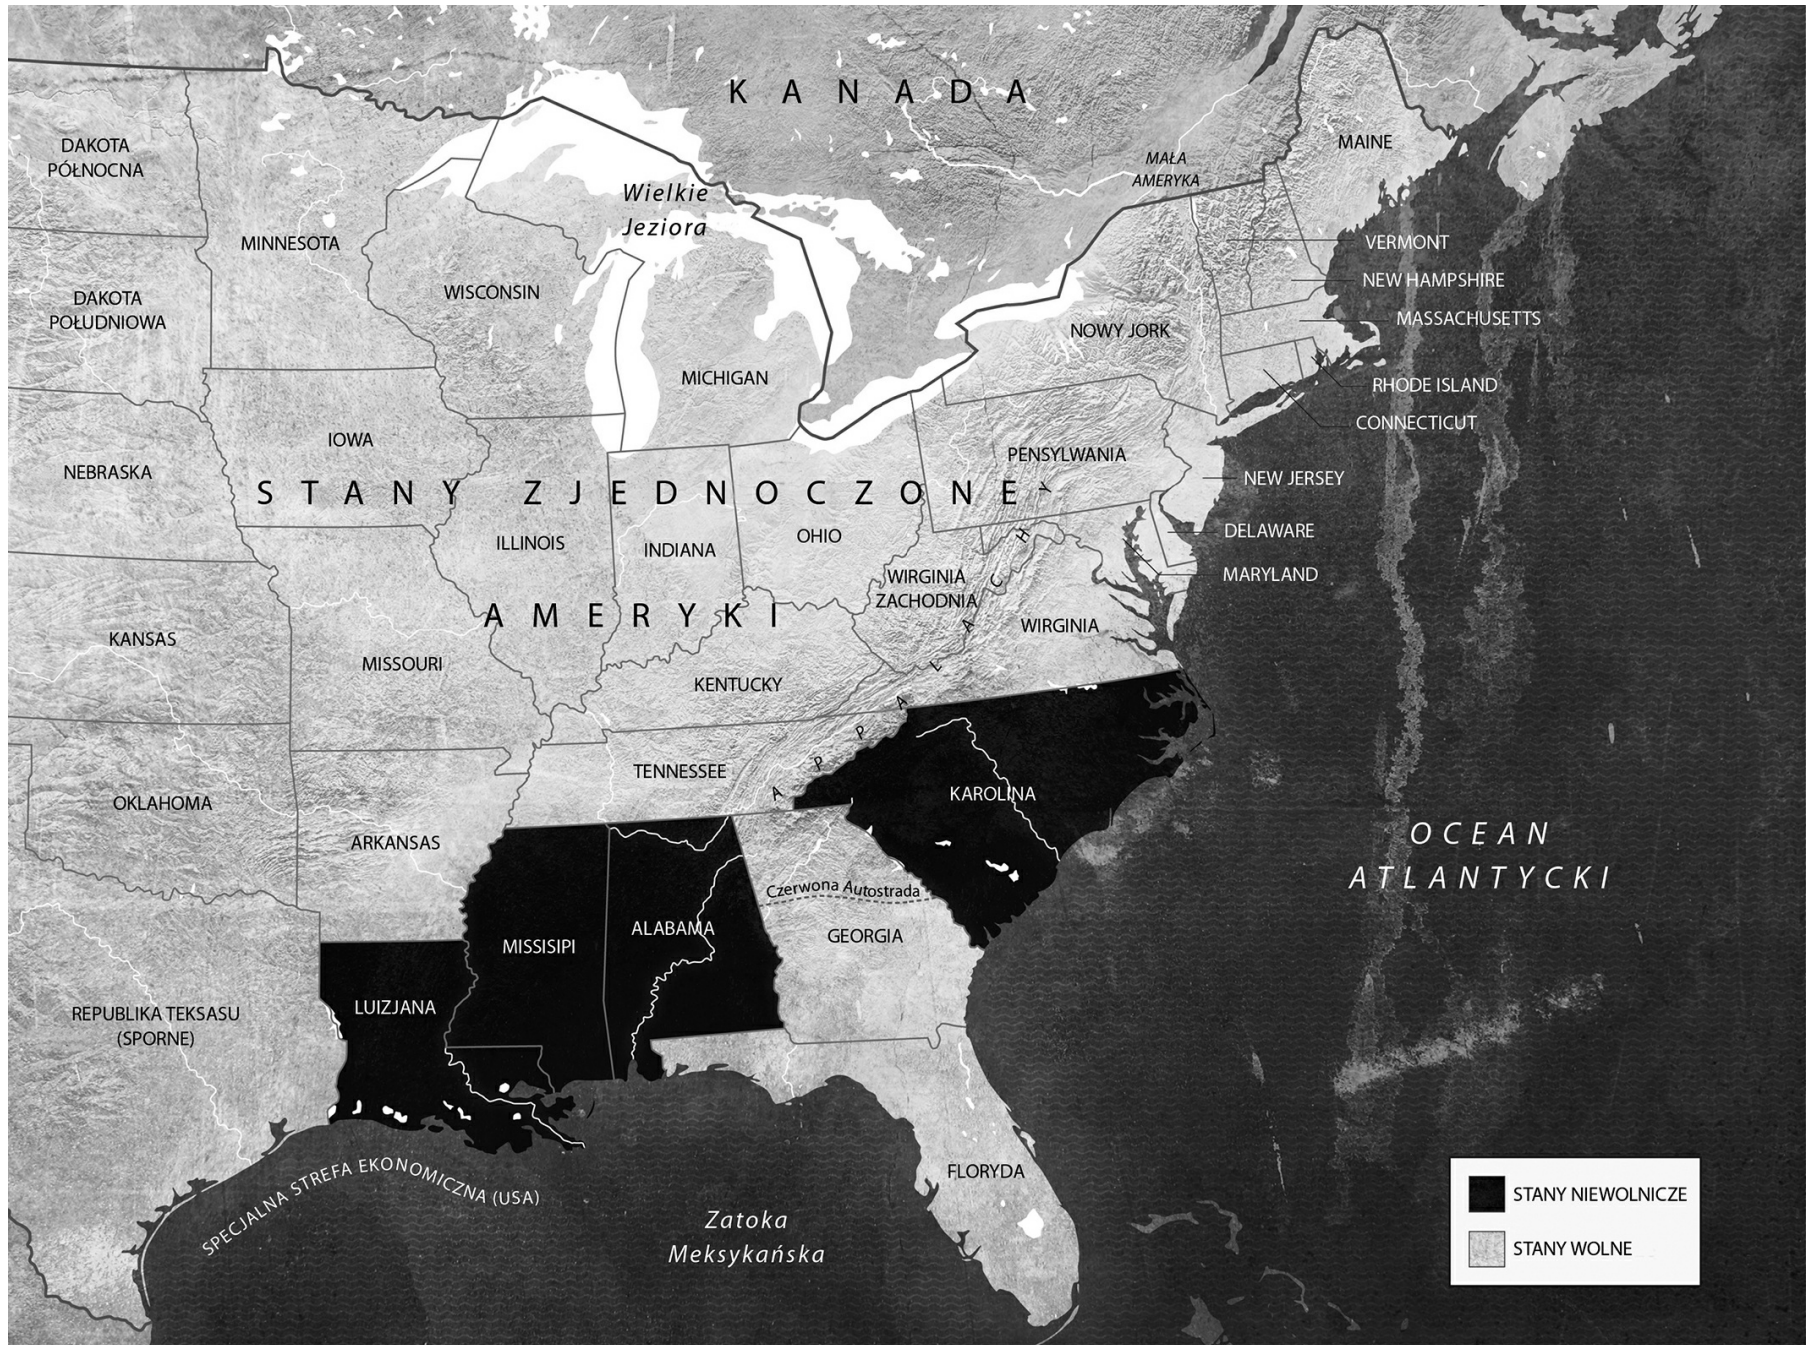 KANADA
MAŁA
AMERYKA
MAINE
DAKOTA
PÓŁNOCNA
Wielkie
Jeziora
MINNESOTA
VERMONT
NEW HAMPSHIRE
DAKOTA
POŁUDNIOWA
WISCONSIN
MASSACHUSETTS
NOWY JORK
MICHIGAN
RHODE ISLAND
CONNECTICUT
IOWA
PENSYLWANIA
NEBRASKA
NEW JERSEY
STANY ZJEDNOCZONE
AMERYKI
DELAWARE
ILLINOIS
INDIANA
OHIO
MARYLAND
WIRGINIA
ZACHODNIA
APPALACHY
WIRGINIA
KANSAS
MISSOURI
KENTUCKY
TENNESSEE
KAROLINA
OKLAHOMA
ARKANSAS
OCEAN
ATLANTYCKI
Czerwona Autostrada
ALABAMA
GEORGIA
MISSISIPI
LUIZJANA
REPUBLIKA TEKSASU
(SPORNE)
FLORYDA
SPECJALNA STREFA EKONOMICZNA (USA)
Zatoka
Meksykańska
STANY NIEWOLNICZE
STANY WOLNE